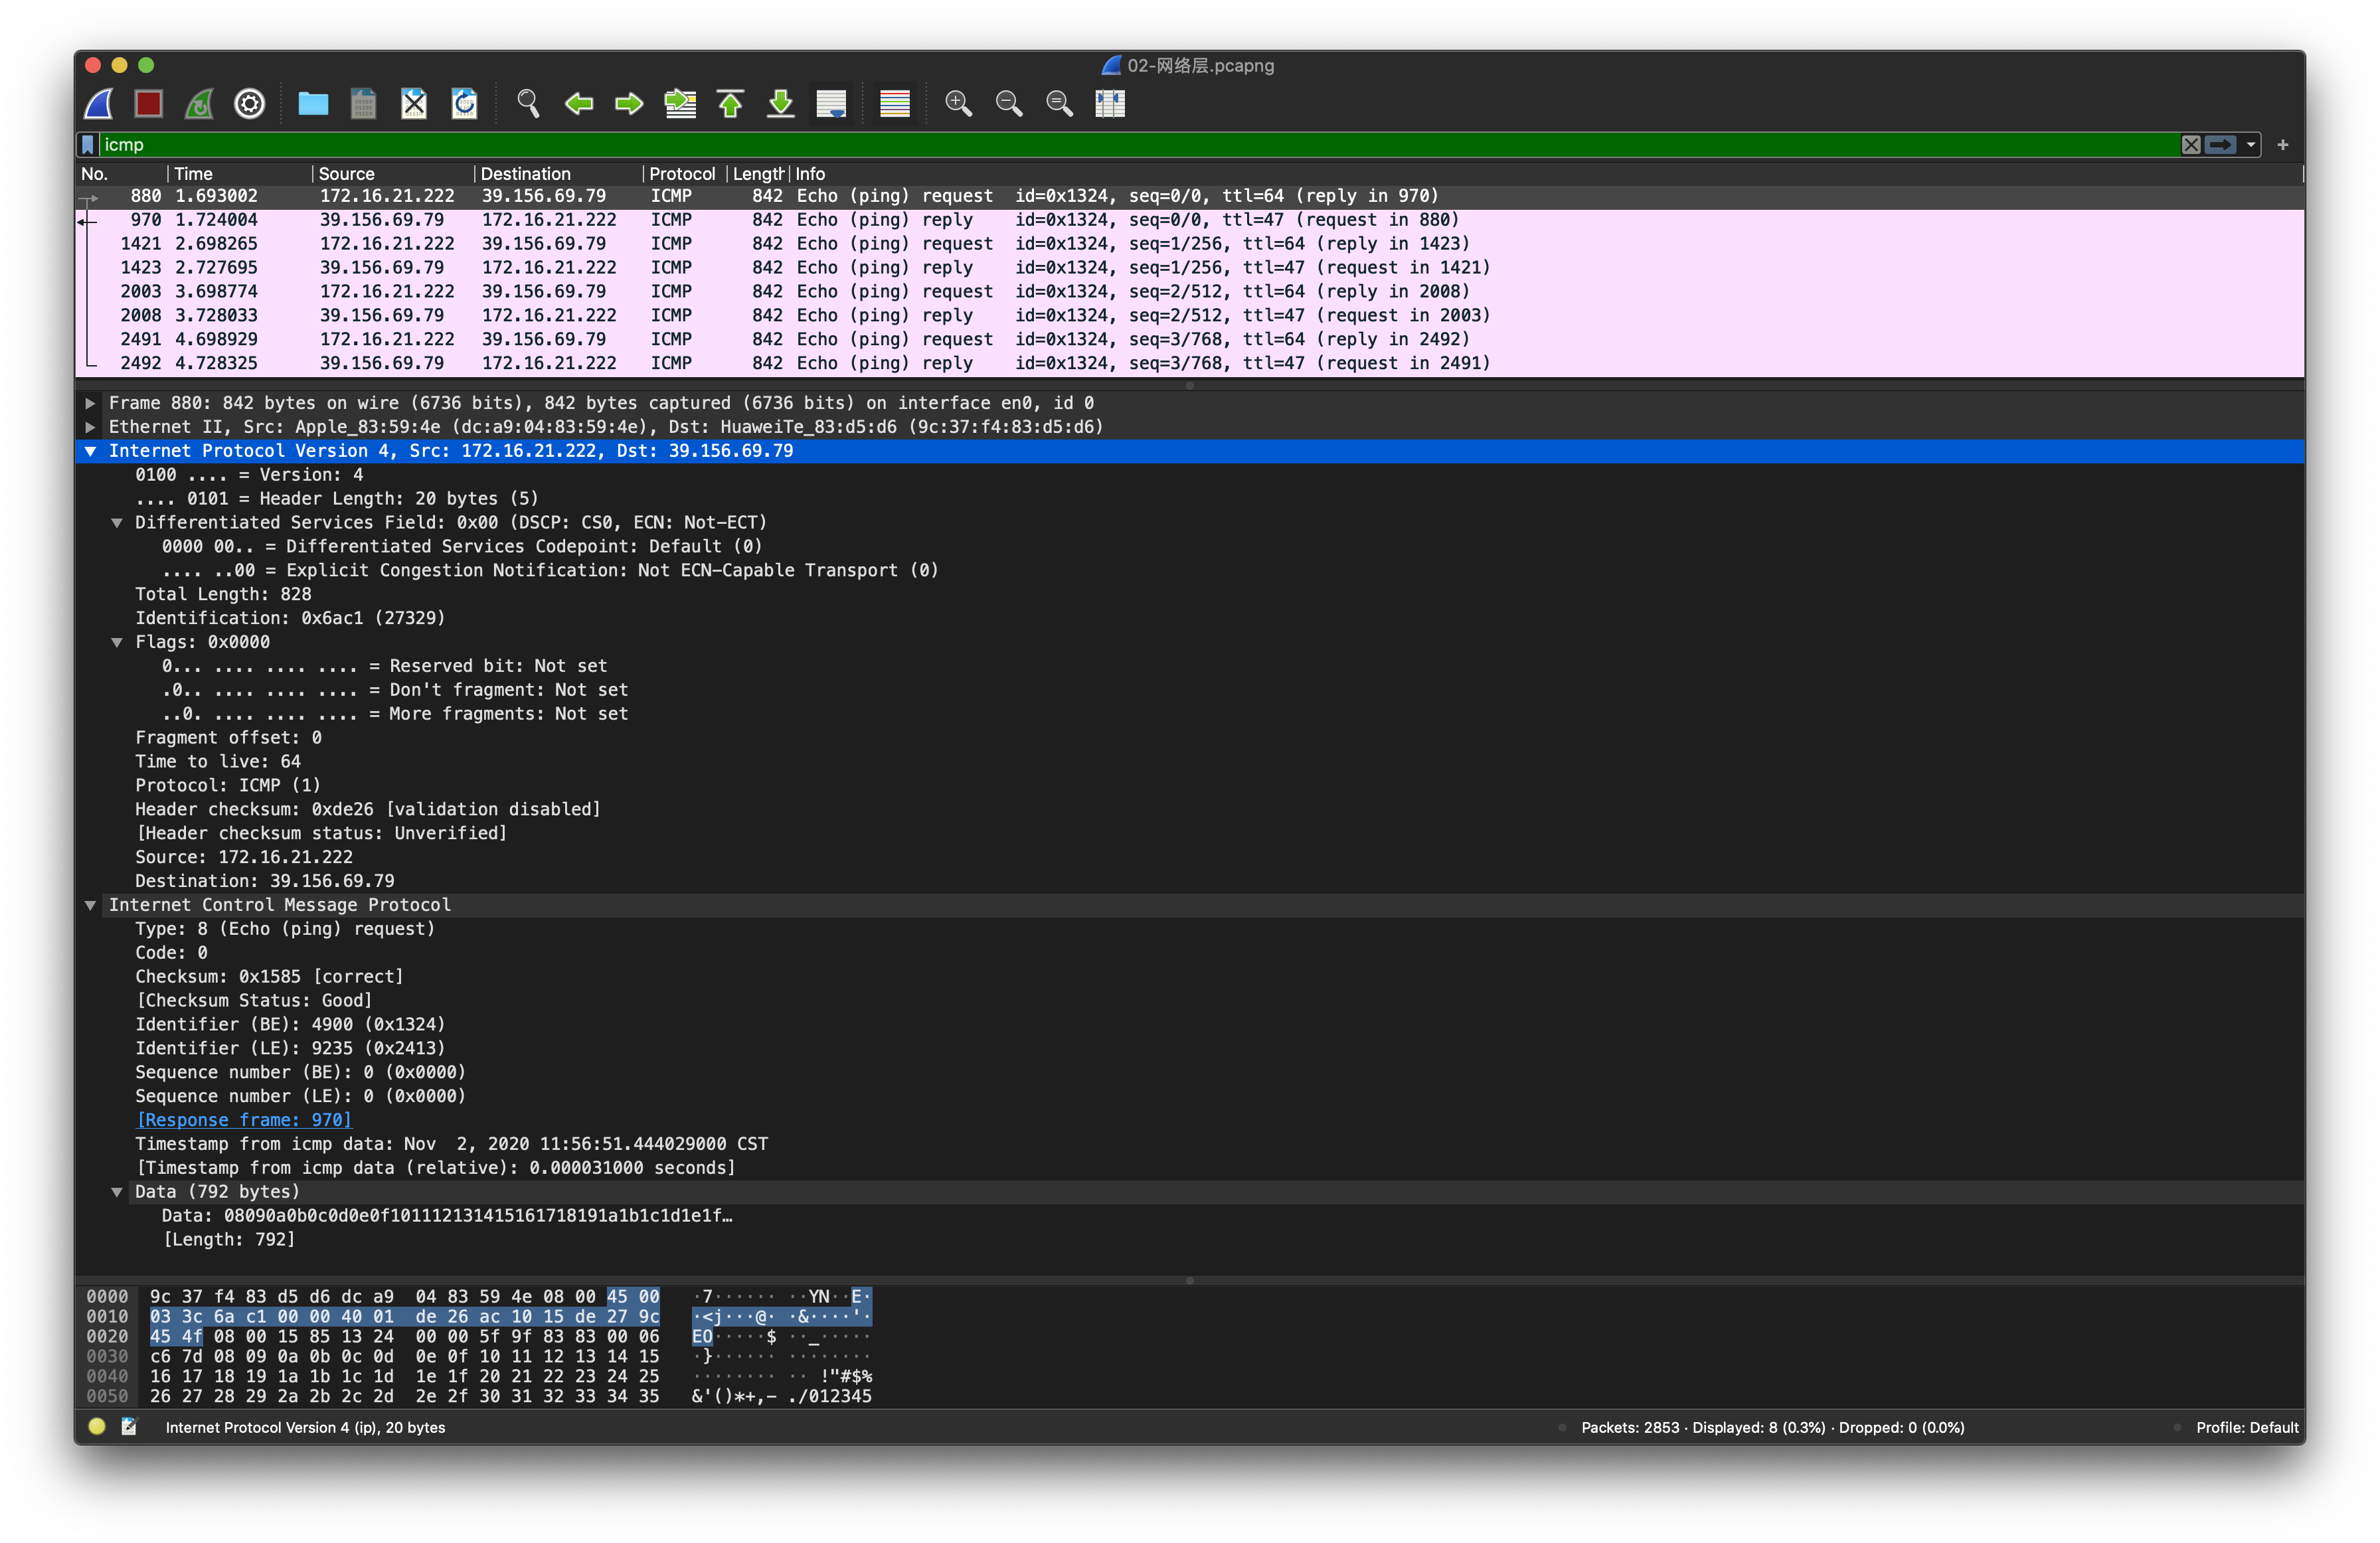 02-网络层.pcapng
icmp
No. Time Source Destination Protocol Length Info
880 1.693002 172.16.21.222 39.156.69.79 ICMP 842 Echo (ping) request id=0x1324, seq=0/0, ttl=64 (reply in 970)
970 1.724004 39.156.69.79 172.16.21.222 ICMP 842 Echo (ping) reply id=0x1324, seq=0/0, ttl=47 (request in 880)
1421 2.698265 172.16.21.222 39.156.69.79 ICMP 842 Echo (ping) request id=0x1324, seq=1/256, ttl=64 (reply in 1423)
1423 2.727695 39.156.69.79 172.16.21.222 ICMP 842 Echo (ping) reply id=0x1324, seq=1/256, ttl=47 (request in 1421)
2003 3.698774 172.16.21.222 39.156.69.79 ICMP 842 Echo (ping) request id=0x1324, seq=2/512, ttl=64 (reply in 2008)
2008 3.728033 39.156.69.79 172.16.21.222 ICMP 842 Echo (ping) reply id=0x1324, seq=2/512, ttl=47 (request in 2003)
2491 4.698929 172.16.21.222 39.156.69.79 ICMP 842 Echo (ping) request id=0x1324, seq=3/768, ttl=64 (reply in 2492)
2492 4.728325 39.156.69.79 172.16.21.222 ICMP 842 Echo (ping) reply id=0x1324, seq=3/768, ttl=47 (request in 2491)
Frame 880: 842 bytes on wire (6736 bits), 842 bytes captured (6736 bits) on interface en0, id 0
Ethernet II, Src: Apple_83:59:4e (dc:a9:04:83:59:4e), Dst: HuaweiTe_83:d5:d6 (9c:37:f4:83:d5:d6)
Internet Protocol Version 4, Src: 172.16.21.222, Dst: 39.156.69.79
0100 .... = Version: 4
.... 0101 = Header Length: 20 bytes (5)
Differentiated Services Field: 0x00 (DSCP: CS0, ECN: Not-ECT)
0000 00.. = Differentiated Services Codepoint: Default (0)
.... ..00 = Explicit Congestion Notification: Not ECN-Capable Transport (0)
Total Length: 828
Identification: 0x6ac1 (27329)
Flags: 0x0000
0... .... .... .... = Reserved bit: Not set
.0.. .... .... .... = Don't fragment: Not set
..0. .... .... .... = More fragments: Not set
Fragment offset: 0
Time to live: 64
Protocol: ICMP (1)
Header checksum: 0xde26 [validation disabled]
[Header checksum status: Unverified]
Source: 172.16.21.222
Destination: 39.156.69.79
Internet Control Message Protocol
Type: 8 (Echo (ping) request)
Code: 0
Checksum: 0x1585 [correct]
[Checksum Status: Good]
Identifier (BE): 4900 (0x1324)
Identifier (LE): 9235 (0x2413)
Sequence number (BE): 0 (0x0000)
Sequence number (LE): 0 (0x0000)
[Response frame: 970]
Timestamp from icmp data: Nov  2, 2020 11:56:51.444029000 CST
[Timestamp from icmp data (relative): 0.000031000 seconds]
Data (792 bytes)
Data: 08090a0b0c0d0e0f101112131415161718191a1b1c1d1e1f…
[Length: 792]
0000 9c 37 f4 83 d5 d6 dc a9 04 83 59 4e 08 00 45 00 ·7······ ··YN··E·
0010 03 3c 6a c1 00 00 40 01 de 26 ac 10 15 de 27 9c ·<j···@· ·&····'·
0020 45 4f 08 00 15 85 13 24 00 00 5f 9f 83 83 00 06 EO·····$ ··_·····
0030 c6 7d 08 09 0a 0b 0c 0d 0e 0f 10 11 12 13 14 15 ·}······ ········
0040 16 17 18 19 1a 1b 1c 1d 1e 1f 20 21 22 23 24 25 ········ ·· !"#$%
0050 26 27 28 29 2a 2b 2c 2d 2e 2f 30 31 32 33 34 35 &'()*+,- ./012345
Internet Protocol Version 4 (ip), 20 bytes Packets: 2853 · Displayed: 8 (0.3%) · Dropped: 0 (0.0%) Profile: Default